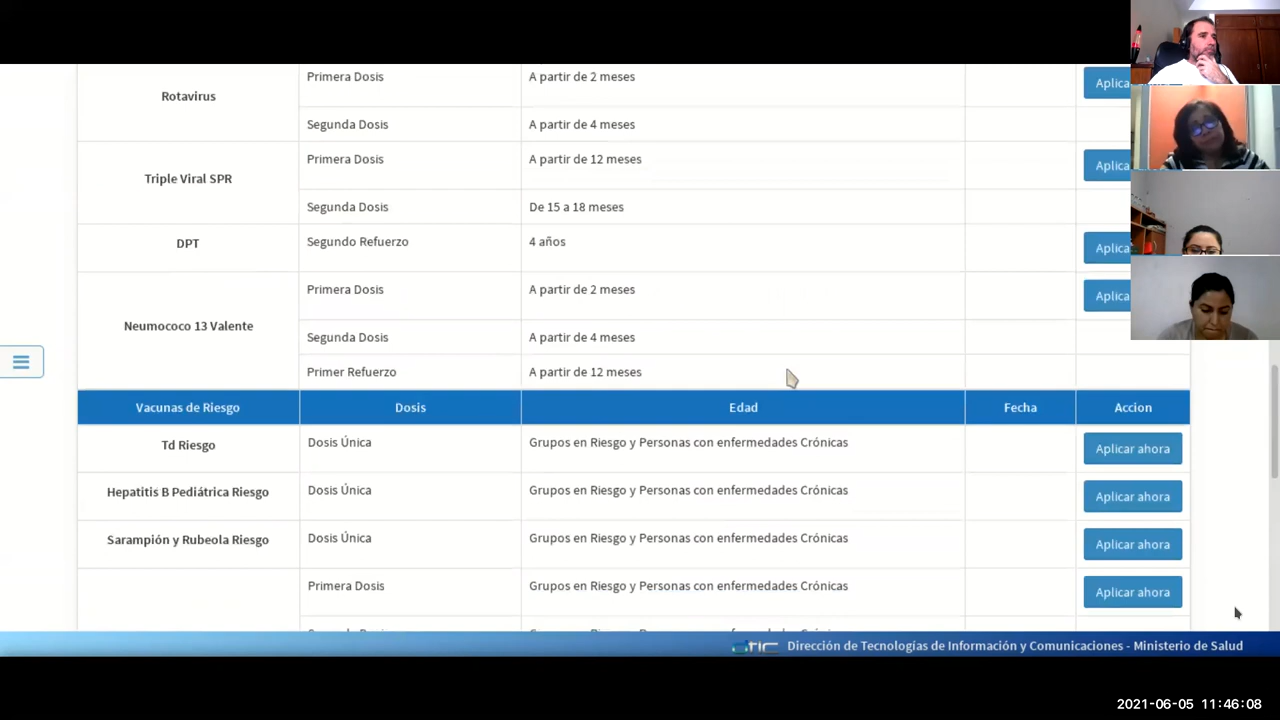 Rotavirus
Primera Dosis A partir de 2 meses Aplica
Segunda Dosis A partir de 4 meses
Triple Viral SPR
Primera Dosis A partir de 12 meses Aplica
Segunda Dosis De 15 a 18 meses
DPT Segundo Refuerzo 4 años Aplica
Neumococo 13 Valente
Primera Dosis A partir de 2 meses Aplica
Segunda Dosis A partir de 4 meses
Primer Refuerzo A partir de 12 meses
Vacunas de Riesgo Dosis Edad Fecha Accion
Td Riesgo Dosis Única Grupos en Riesgo y Personas con enfermedades Crónicas Aplicar ahora
Hepatitis B Pediátrica Riesgo Dosis Única Grupos en Riesgo y Personas con enfermedades Crónicas Aplicar ahora
Sarampión y Rubeola Riesgo Dosis Única Grupos en Riesgo y Personas con enfermedades Crónicas Aplicar ahora
Primera Dosis Grupos en Riesgo y Personas con enfermedades Crónicas Aplicar ahora
Dirección de Tecnologías de Información y Comunicaciones - Ministerio de Salud
2021-06-05 11:46:08